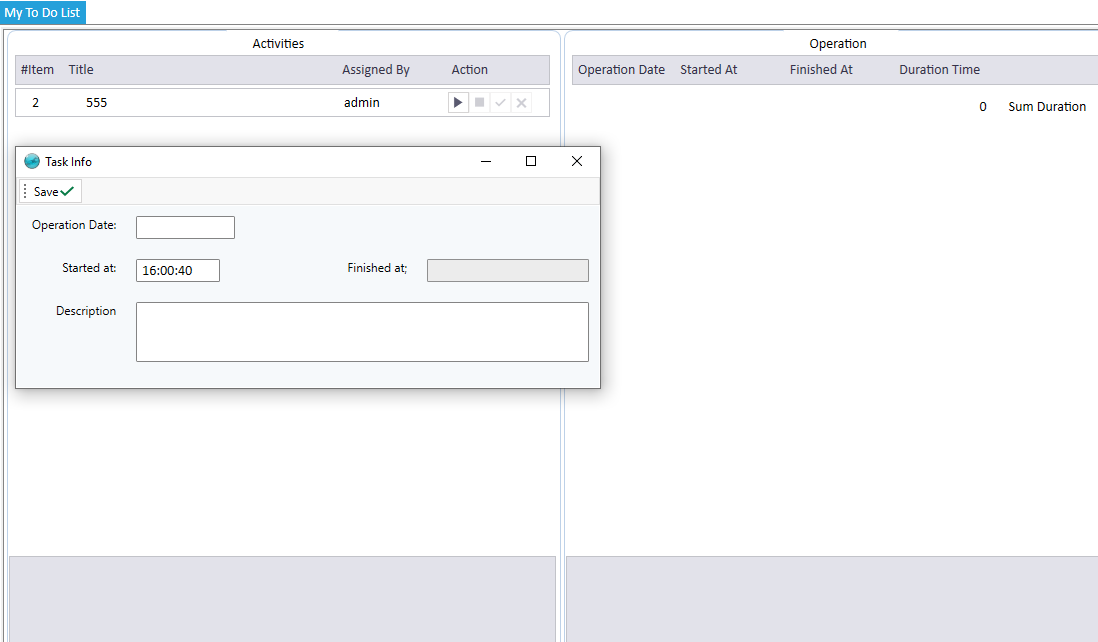 My To Do List
Activities
#Item Title Assigned By Action
2 555 admin
Operation
Operation Date Started At Finished At Duration Time
0 Sum Duration
Task Info
Save
Operation Date:
Started at: 16:00:40 Finished at;
Description